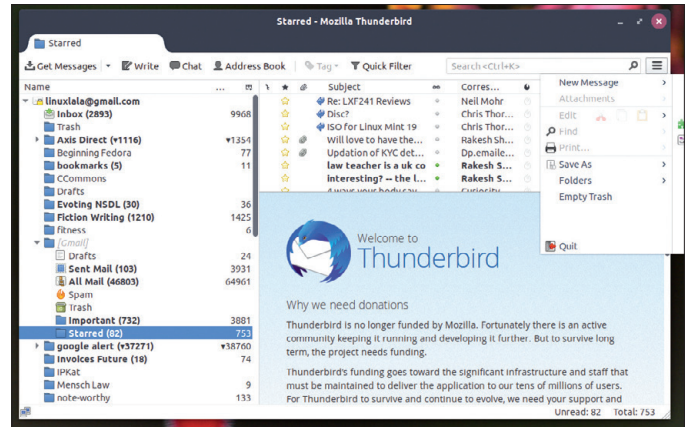 Starred - Mozilla Thunderbird
Starred
Get Messages Write Chat Address Book Tag Quick Filter Search <Ctrl+K>
Name ... Subject Corres...
linuxlala@gmail.com
Inbox (2893) 9968
Trash
Axis Direct (▾1116) ▾1354
Beginning Fedora 77
bookmarks (5) 11
CCommons
Drafts
Evoting NSDL (30) 36
Fiction Writing (1210) 1425
fitness 6
[Gmail]
Drafts 24
Sent Mail (103) 3931
All Mail (46803) 64961
Spam
Trash
Important (732) 3881
Starred (82) 753
google alert (▾37271) ▾38760
Invoices Future (18) 74
IPKat
Mensch Law 9
note-worthy 133
Re: LXF241 Reviews Neil Mohr
Disc? Chris Thor...
ISO for Linux Mint 19 Chris Thor...
Will love to have the... Rakesh Sh...
Updation of KYC det... Dp.emaile...
law teacher is a uk co Rakesh S...
interesting? -- the l... Rakesh S...
New Message
Attachments
Edit
Find
Print...
Save As
Folders
Empty Trash
Quit
Welcome to
Thunderbird
Why we need donations
Thunderbird is no longer funded by Mozilla. Fortunately there is an active
community keeping it running and developing it further. But to survive long
term, the project needs funding.
Thunderbird's funding goes toward the significant infrastructure and staff that
must be maintained to deliver the application to our tens of millions of users.
For Thunderbird to survive and continue to evolve, we need your support and
Unread: 82 Total: 753